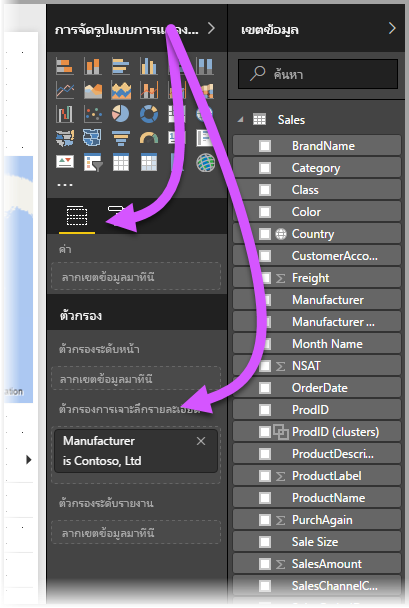 การจัดรูปแบบการแสดง...
เขตข้อมูล
ค้นหา
Sales
BrandName
Category
Class
Color
Country
CustomerAcco...
Freight
Manufacturer
Manufacturer ...
Month Name
NSAT
OrderDate
ProdID
ProdID (clusters)
ProductDescri...
ProductLabel
ProductName
PurchAgain
Sale Size
SalesAmount
SalesChannelC...
ค่า
ลากเขตข้อมูลมาที่นี่
ตัวกรอง
ตัวกรองระดับหน้า
ลากเขตข้อมูลมาที่นี่
ตัวกรองการเจาะลึกรายละเอียด
Manufacturer
is Contoso, Ltd
ตัวกรองระดับรายงาน
ลากเขตข้อมูลมาที่นี่